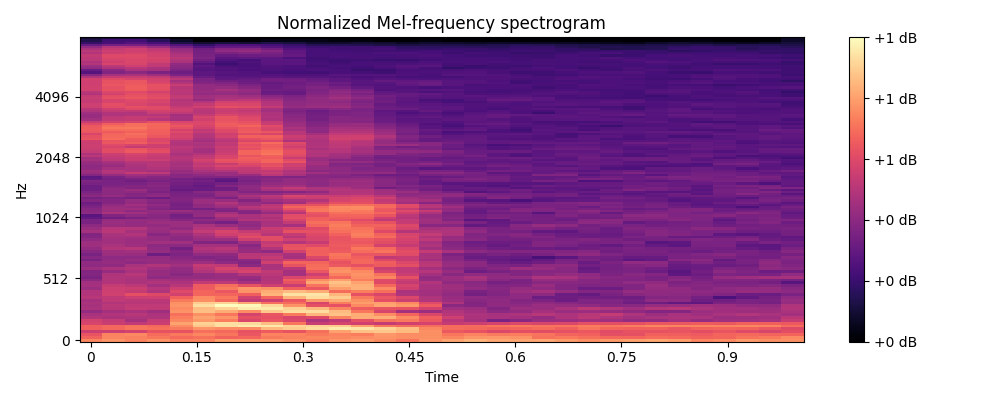 Normalized Mel-frequency spectrogram
Hz
4096
2048
1024
512
0
0 0.15 0.3 0.45 0.6 0.75 0.9
Time
+1 dB
+1 dB
+1 dB
+0 dB
+0 dB
+0 dB